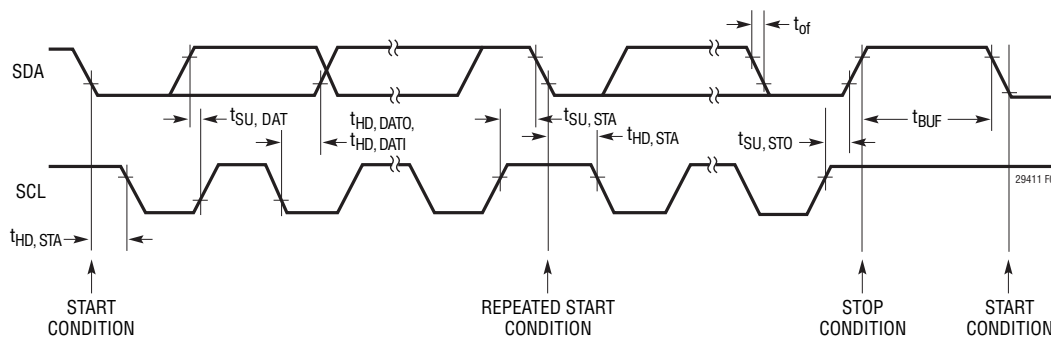 SDA
tof
tSU, DAT
tHD, DATO,
tHD, DATI
tSU, STA
tHD, STA
tSU, STO
tBUF
SCL
29411 F
tHD, STA
START
CONDITION
REPEATED START
CONDITION
STOP
CONDITION
START
CONDITION